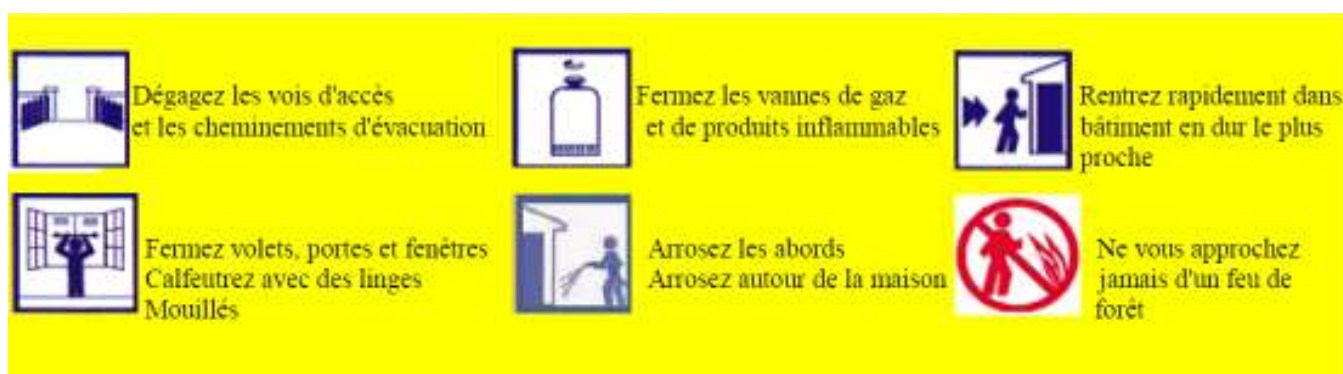 Dégagez les vois d'accès
et les cheminements d'évacuation
Fermez les vannes de gaz
et de produits inflammables
Rentrez rapidement dans
bâtiment en dur le plus
proche
Fermez volets, portes et fenêtres
Calfeutrez avec des linges
Mouillés
Arrosez les abords
Arrosez autour de la maison
Ne vous approchez
jamais d'un feu de
forêt